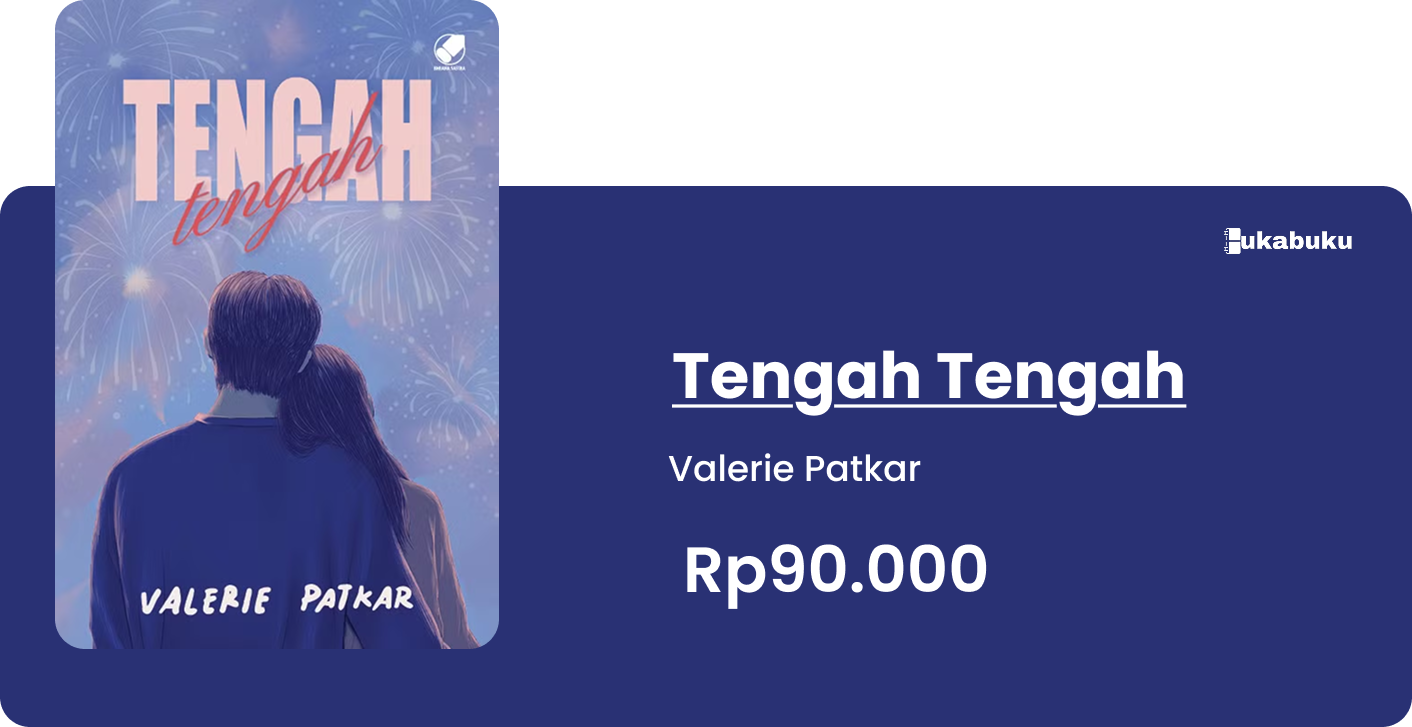 TENGAH
tengah
VALERIE PATKAR
ukabuku
Tengah Tengah
Valerie Patkar
Rp90.000